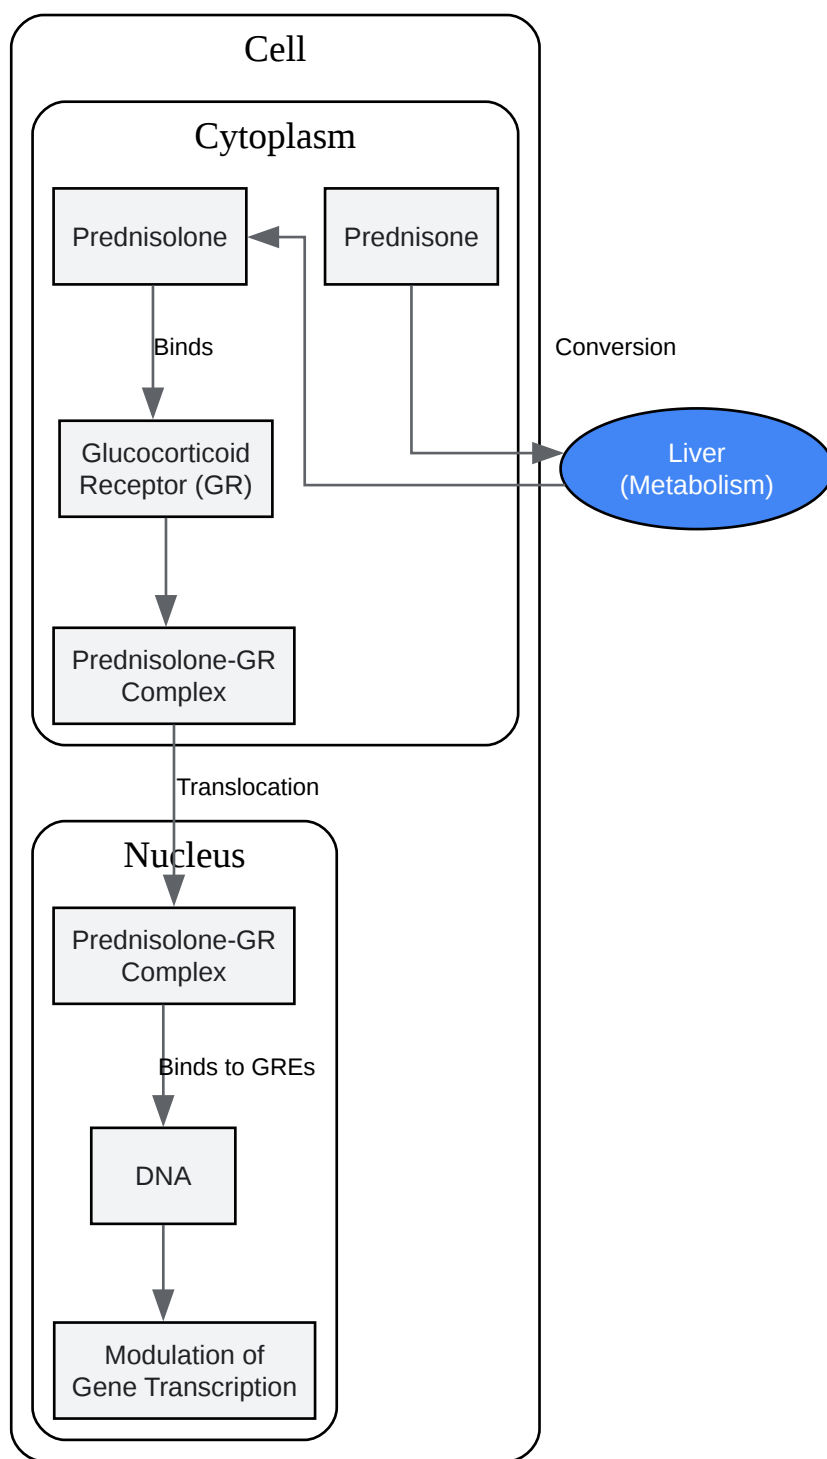 Cell
Cytoplasm
Prednisolone
Prednisone
Binds
Conversion
Glucocorticoid
Receptor (GR)
Liver
(Metabolism)
Prednisolone-GR
Complex
Translocation
Nucleus
Prednisolone-GR
Complex
Binds to GREs
DNA
Modulation of
Gene Transcription